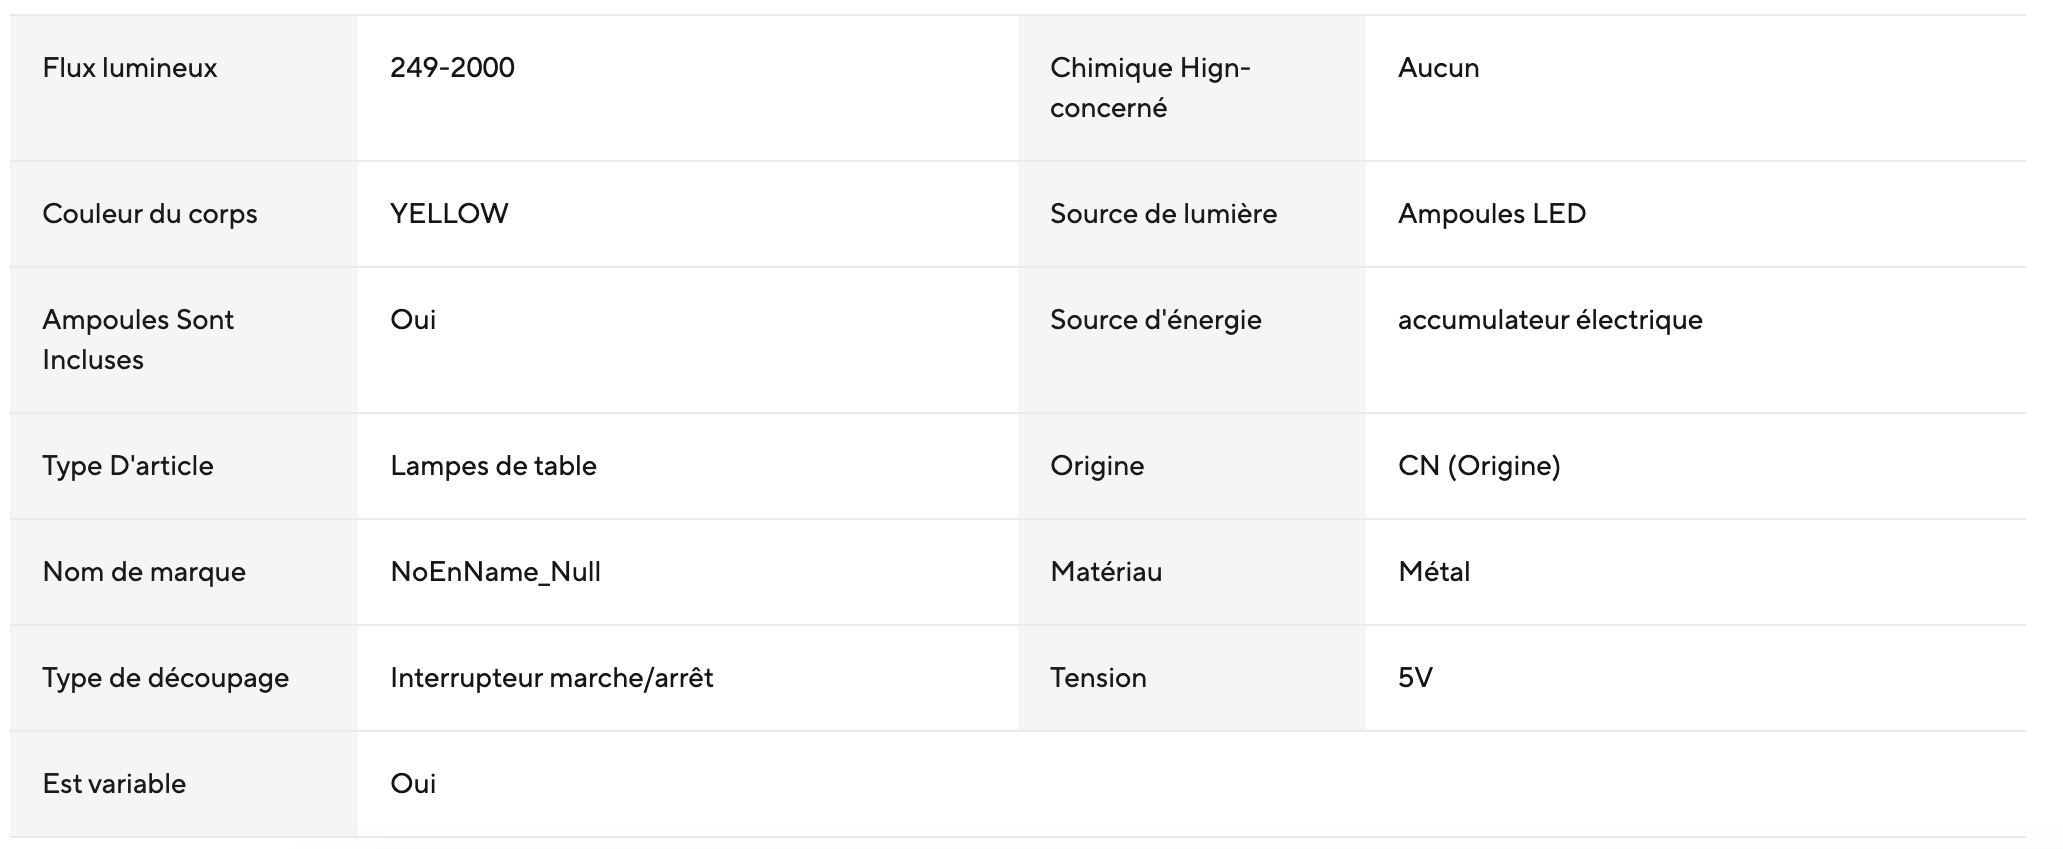 Flux lumineux
249-2000
Chimique Hign-
concerné
Aucun
Couleur du corps
YELLOW
Source de lumière
Ampoules LED
Ampoules Sont
Incluses
Oui
Source d'énergie
accumulateur électrique
Type D'article
Lampes de table
Origine
CN (Origine)
Nom de marque
NoEnName_Null
Matériau
Métal
Type de découpage
Interrupteur marche/arrêt
Tension
5V
Est variable
Oui